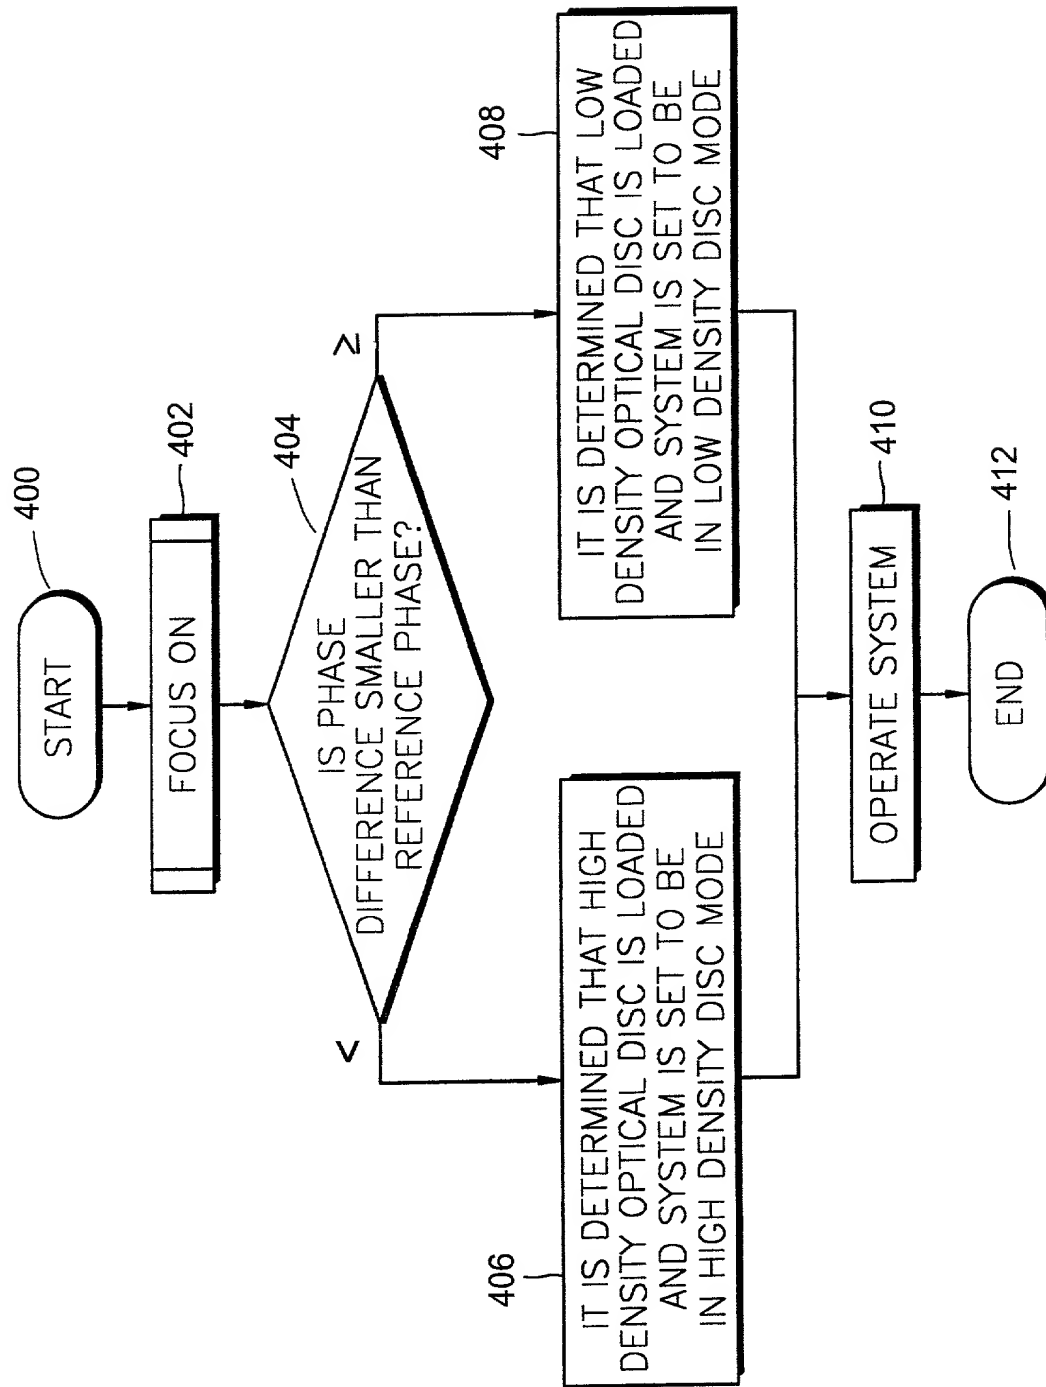 START
400
FOCUS ON
402
IS PHASE
DIFFERENCE SMALLER THAN
REFERENCE PHASE?
404
<
≥
IT IS DETERMINED THAT HIGH
DENSITY OPTICAL DISC IS LOADED
AND SYSTEM IS SET TO BE
IN HIGH DENSITY DISC MODE
406
IT IS DETERMINED THAT LOW
DENSITY OPTICAL DISC IS LOADED
AND SYSTEM IS SET TO BE
IN LOW DENSITY DISC MODE
408
OPERATE SYSTEM
410
END
412